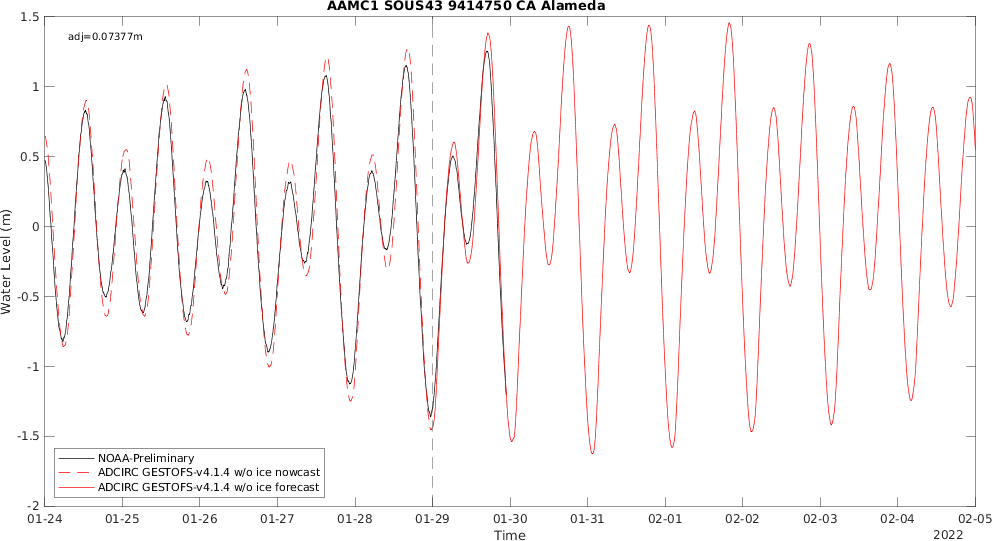 AAMC1 SOUS43 9414750 CA Alameda
adj=0.07377m
1.5
1
0.5
0
-0.5
-1
-1.5
-2
Water Level (m)
NOAA-Preliminary
ADCIRC GESTOFS-v4.1.4 w/o ice nowcast
ADCIRC GESTOFS-v4.1.4 w/o ice forecast
01-24 01-25 01-26 01-27 01-28 01-29 01-30 01-31 02-01 02-02 02-03 02-04 02-05
Time
2022